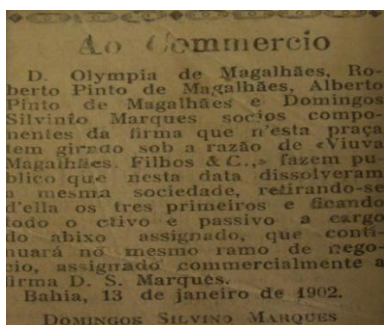 Ao Commercio
D. Olympia de Magalhães, Ro-
berto Pinto de Magalhães, Alberto
Pinto de Magalhães e Domingos
Silvinio Marques socios compo-
nentes da firma que n'esta praça
tem girado sob a razão de «Viuva
Magalhães. Filhos & C.,» fazem pu-
blico que nesta data dissolveram
a mesma sociedade, retirando-se
d'ella os tres primeiros e ficando
todo o ctivo e passivo a cargo
do abixo assignado, que conti-
nuará no mesmo ramo de nego-
cio, assignado commercialmente a
firma D. S. Marques.
Bahia, 13 de janeiro de 1902.
DOMINGOS SILVINO MARQUES